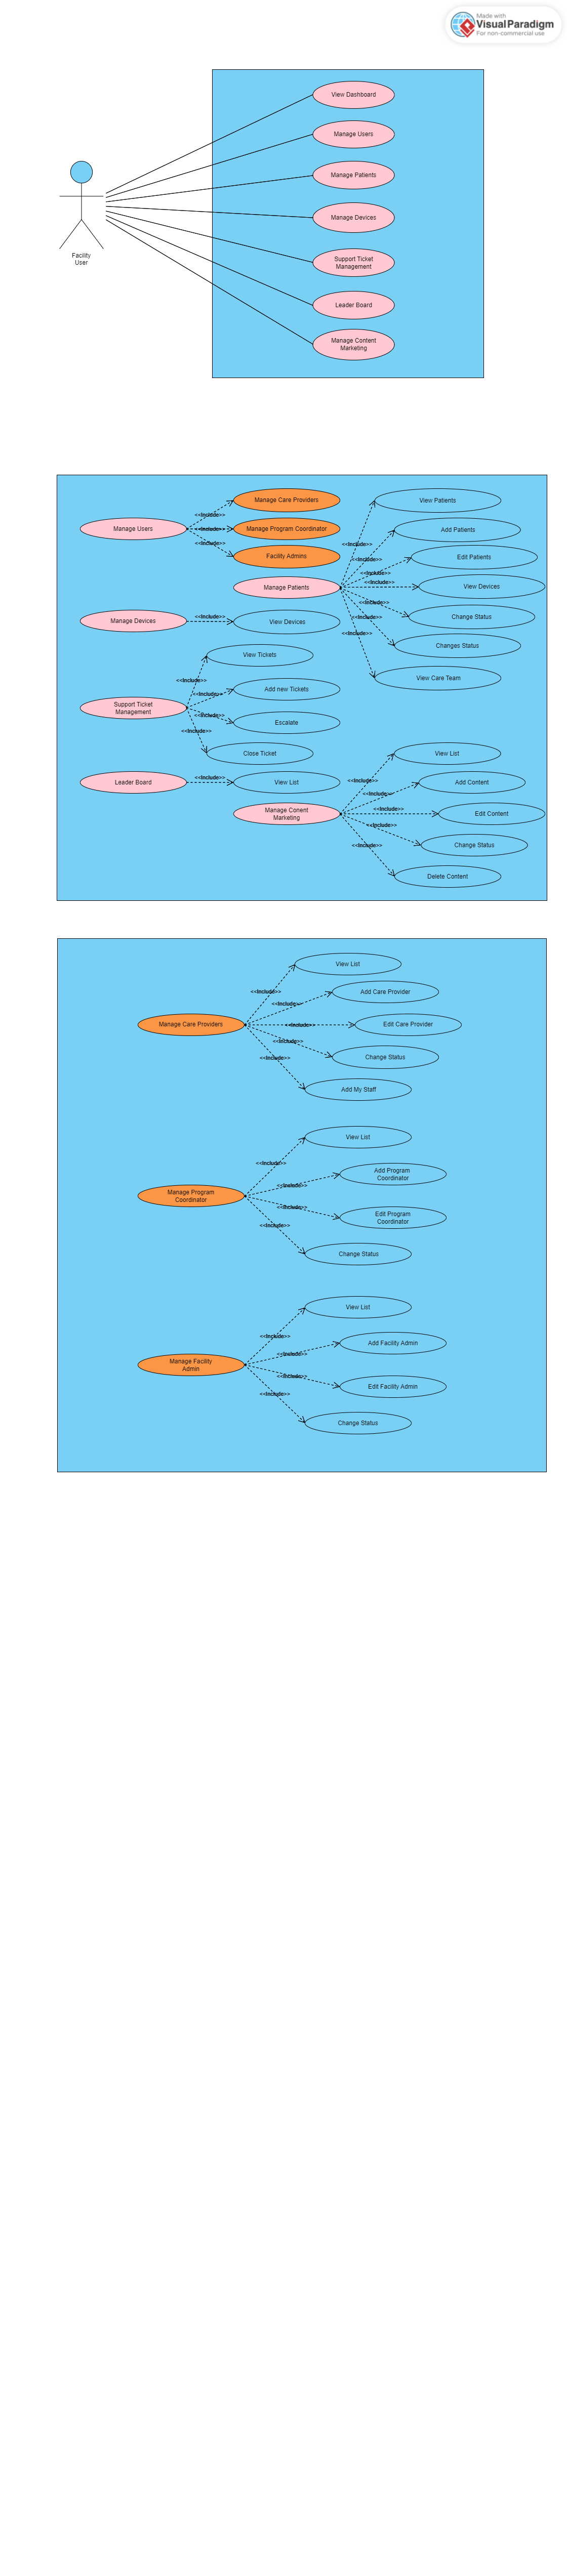 Made with
Visual Paradigm
For non-commercial use
View Dashboard
Manage Users
Manage Patients
Manage Devices
Support Ticket
Management
Leader Board
Manage Content
Marketing
Facility
User
Manage Care Providers
View Patients
<<Include>>
Manage Users
<<Include>>
Manage Program Coordinator
Add Patients
<<Include>>
<<Include>>
Facility Admins
<<Include>>
Edit Patients
<<Include>>
Manage Patients
<<Include>>
View Devices
<<Include>>
Change Status
Manage Devices
<<Include>>
View Devices
<<Include>>
<<Include>>
Changes Status
View Tickets
View Care Team
<<Include>>
Add new Tickets
<<Include>>
Support Ticket
Management
<<Include>>
Escalate
<<Include>>
Close Ticket
View List
Leader Board
<<Include>>
View List
<<Include>>
Add Content
<<Include>>
Manage Conent
Marketing
<<Include>>
Edit Content
<<Include>>
Change Status
<<Include>>
Delete Content
View List
<<Include>>
Add Care Provider
<<Include>>
Manage Care Providers
<<Include>>
Edit Care Provider
<<Include>>
Change Status
<<Include>>
Add My Staff
View List
<<Include>>
Add Program
Coordinator
<<Include>>
Manage Program
Coordinator
<<Include>>
Edit Program
Coordinator
<<Include>>
Change Status
View List
<<Include>>
Add Facility Admin
<<Include>>
Manage Facility
Admin
<<Include>>
Edit Facility Admin
<<Include>>
Change Status